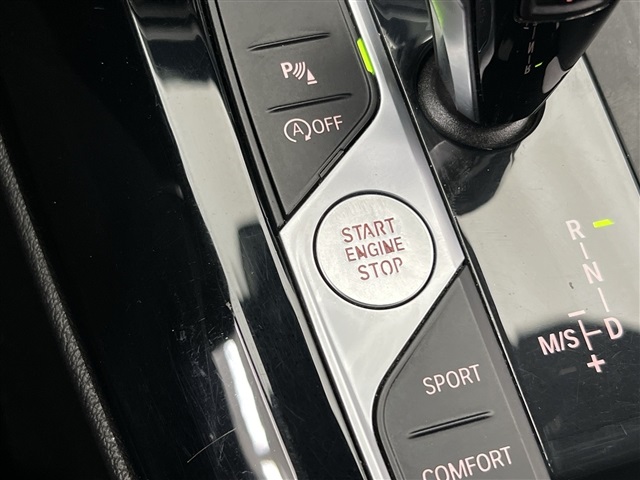 P
A OFF
START
ENGINE
STOP
SPORT
COMFORT
R
N
M/S
D
−
+